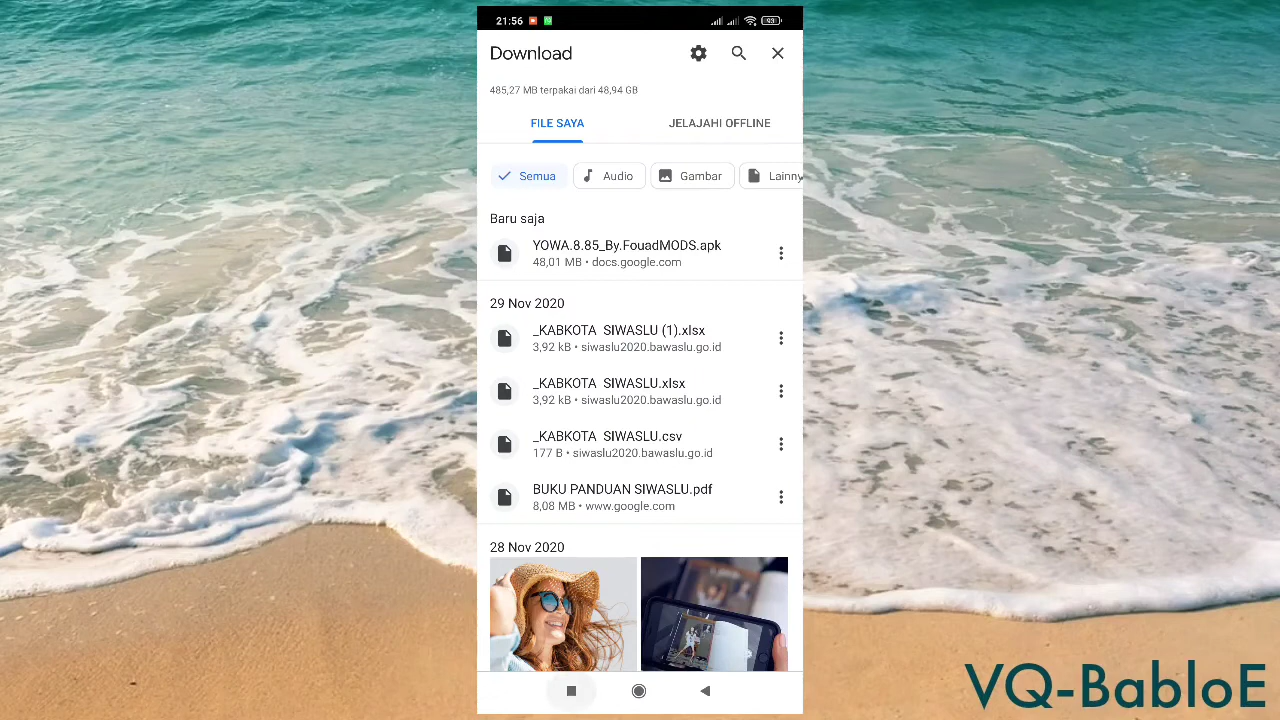 21:56
93
Download
485,27 MB terpakai dari 48,94 GB
FILE SAYA
JELAJAHI OFFLINE
Semua
Audio
Gambar
Lainny
Baru saja
YOWA.8.85_By.FouadMODS.apk
48,01 MB • docs.google.com
29 Nov 2020
_KABKOTA  SIWASLU (1).xlsx
3,92 kB • siwaslu2020.bawaslu.go.id
_KABKOTA  SIWASLU.xlsx
3,92 kB • siwaslu2020.bawaslu.go.id
_KABKOTA  SIWASLU.csv
177 B • siwaslu2020.bawaslu.go.id
BUKU PANDUAN SIWASLU.pdf
8,08 MB • www.google.com
28 Nov 2020
VQ-BabloE